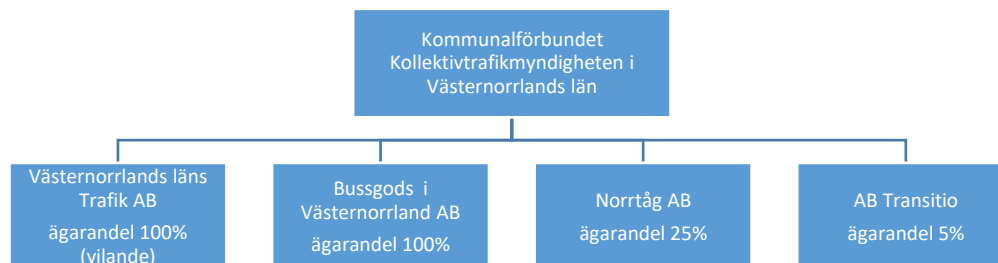 Kommunalförbundet
Kollektivtrafikmyndigheten i
Västernorrlands län
Västernorrlands läns
Trafik AB
ägarandel 100%
(vilande)
Bussgods i
Västernorrland AB
ägarandel 100%
Norrtåg AB
ägarandel 25%
AB Transitio
ägarandel 5%